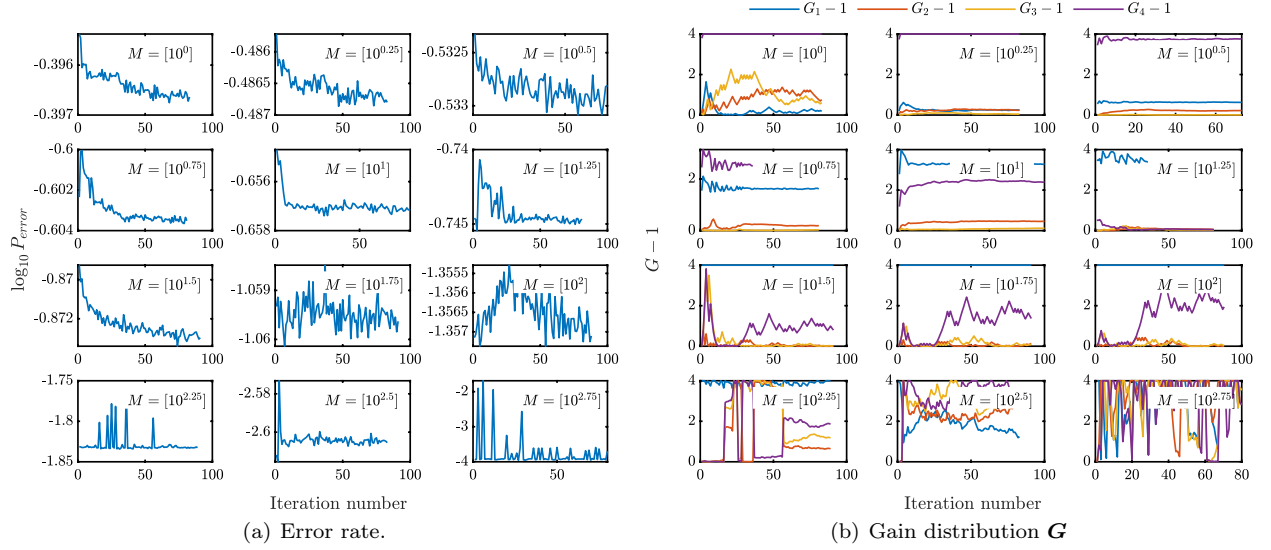 G₁ − 1 G₂ − 1 G₃ − 1 G₄ − 1
-0.396 -0.397 0 50 100 M = [10⁰]
-0.486 -0.4865 -0.487 0 50 100 M = [10^0.25]
-0.5325 -0.533 50 M = [10^0.5]
4 2 0 0 50 100 M = [10⁰]
4 2 0 0 50 100 M = [10^0.25]
4 2 0 0 20 40 60 M = [10^0.5]
-0.6 -0.602 -0.604 0 50 100 M = [10^0.75]
-0.656 -0.658 0 50 M = [10¹]
-0.74 -0.745 0 50 100 M = [10^1.25]
2 0 0 50 100 M = [10^0.75]
4 2 0 50 M = [10¹]
4 2 0 0 50 100 M = [10^1.25]
log₁₀ P_error
G − 1
-0.87 -0.872 0 50 100 M = [10^1.5]
-1.059 -1.06 0 50 100 M = [10^1.75]
-1.3555 -1.356 -1.3565 -1.357 0 50 100 M = [10²]
4 2 0 0 50 100 M = [10^1.5]
4 2 0 0 50 100 M = [10^1.75]
4 2 0 0 50 100 M = [10²]
-1.75 -1.8 -1.85 0 50 100 M = [10^2.25]
-2.58 -2.6 0 50 100 M = [10^2.5]
-2 -3 -4 0 50 M = [10^2.75]
4 2 0 0 50 100 M = [10^2.25]
4 2 0 0 50 100 M = [10^2.5]
4 2 0 0 20 40 60 80 M = [10^2.75]
Iteration number
Iteration number
(a) Error rate.
(b) Gain distribution G